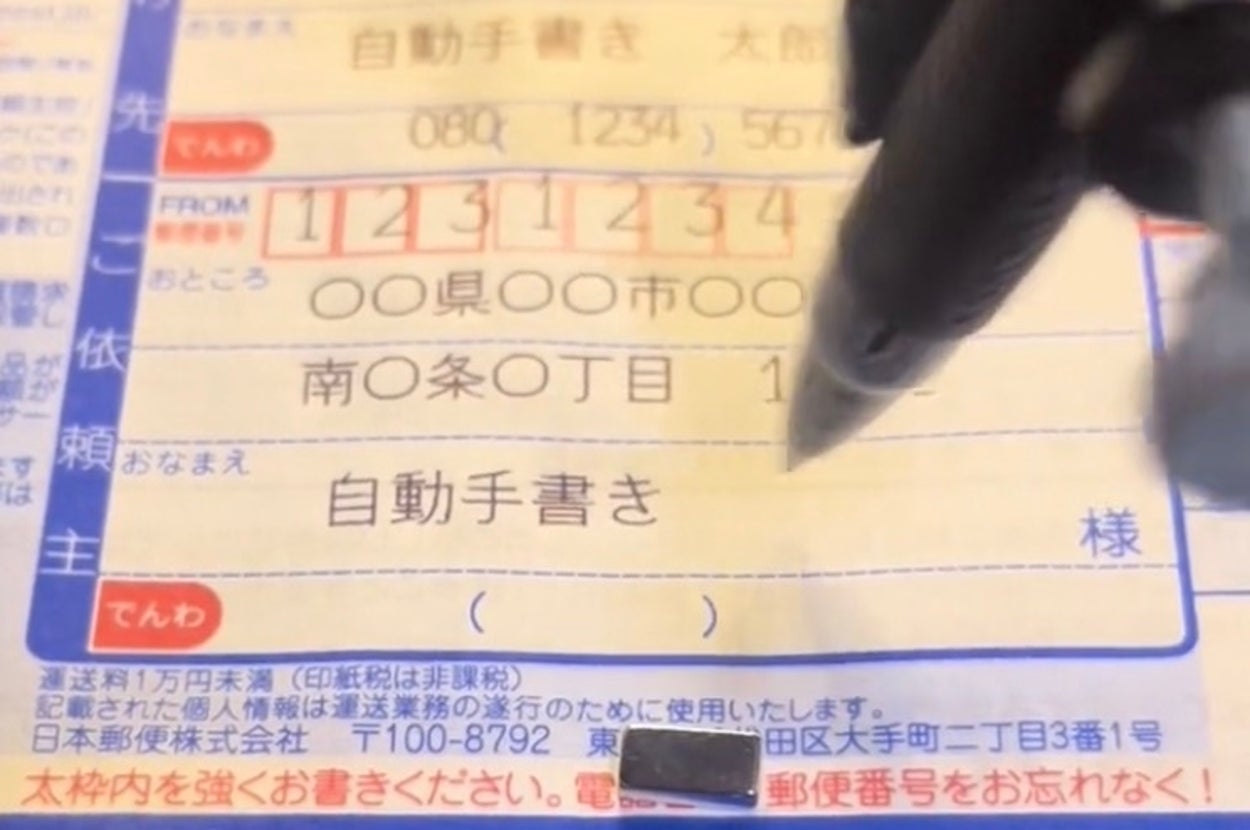 おなまえ
自動手書き 太郎
先
でんわ
080( 1234 ) 567
ご依頼主
FROM
郵便番号
1 2 3 1 2 3 4
おところ
〇〇県〇〇市〇〇
南〇条〇丁目 1
おなまえ
自動手書き
様
でんわ
( )
運送料1万円未満(印紙税は非課税)
記載された個人情報は運送業務の遂行のために使用いたします。
日本郵便株式会社 〒100-8792 東 田区大手町二丁目3番1号
太枠内を強くお書きください。電 郵便番号をお忘れなく!